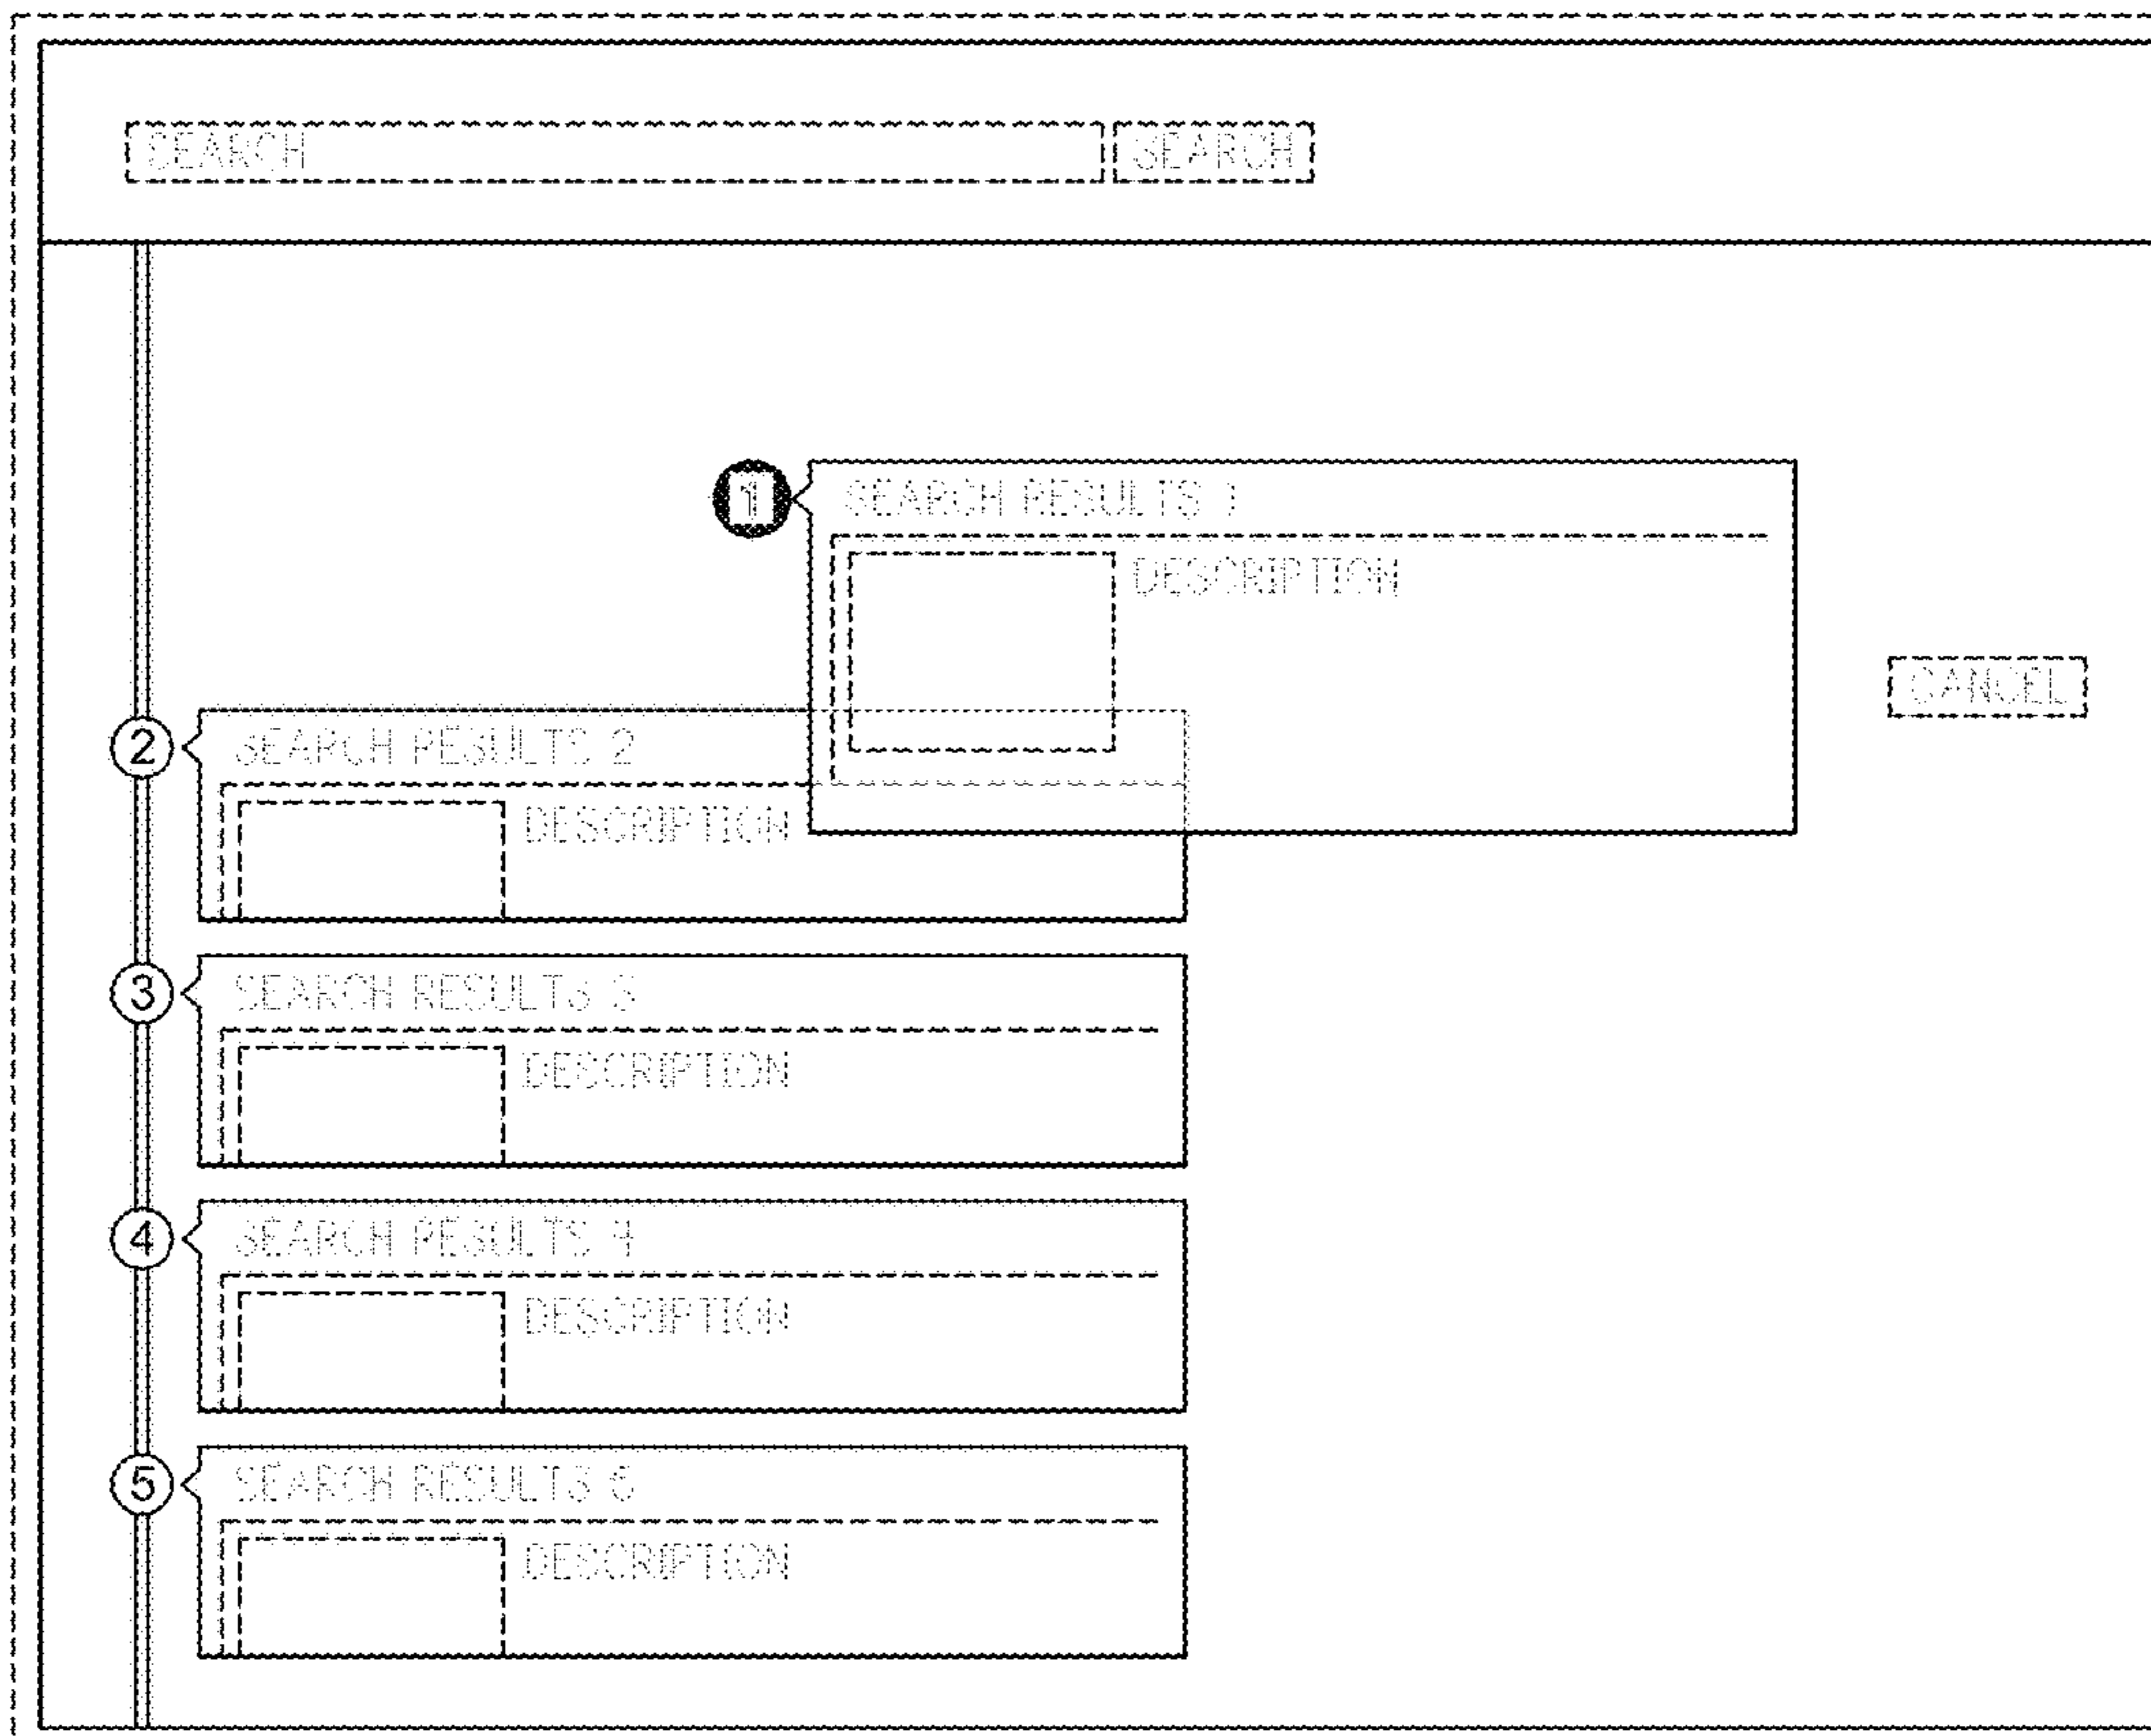 SEARCH SEARCH
1 SEARCH RESULTS 1
DESCRIPTION
CANCEL
2 SEARCH RESULTS 2
DESCRIPTION
3 SEARCH RESULTS 3
DESCRIPTION
4 SEARCH RESULTS 4
DESCRIPTION
5 SEARCH RESULTS
DESCRIPTION